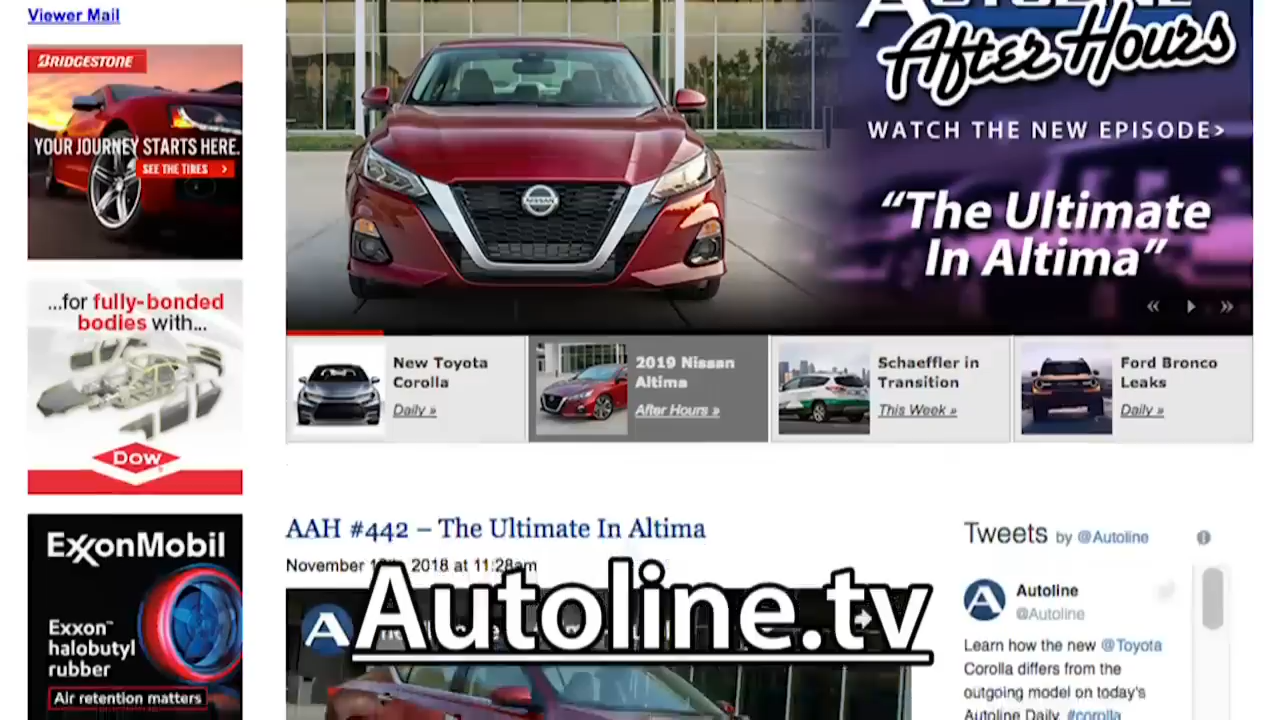 Viewer Mail
BRIDGESTONE
YOUR JOURNEY STARTS HERE.
SEE THE TIRES >
...for fully-bonded
bodies with...
DOW
ExxonMobil
Exxon™
halobutyl
rubber
Air retention matters
AUTOLINE
After Hours
WATCH THE NEW EPISODE>
“The Ultimate
In Altima”
NISSAN
New Toyota
Corolla
Daily »
2019 Nissan
Altima
After Hours »
Schaeffler in
Transition
This Week »
Ford Bronco
Leaks
Daily »
AAH #442 – The Ultimate In Altima
November 2018 at 11:28am
Autoline.tv
Tweets by @Autoline
Autoline
@Autoline
Learn how the new @Toyota
Corolla differs from the
outgoing model on today's
Autoline Daily. #corolla